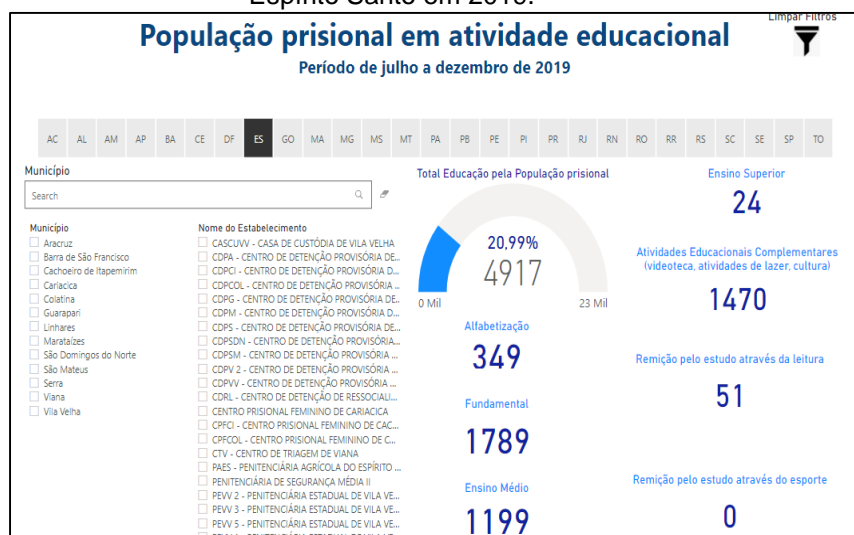 Espírito Santo em 2019.
Limpar Filtros
População prisional em atividade educacional
Período de julho a dezembro de 2019
AC AL AM AP BA CE DF ES GO MA MG MS MT PA PB PE PI PR RJ RN RO RR RS SC SE SP TO
Município
Search
Município
Aracruz
Barra de São Francisco
Cachoeiro de Itapemirim
Cariacica
Colatina
Guarapari
Linhares
Marataízes
São Domingos do Norte
São Mateus
Serra
Viana
Vila Velha
Nome do Estabelecimento
CASCUVV - CASA DE CUSTÓDIA DE VILA VELHA
CDPA - CENTRO DE DETENÇÃO PROVISÓRIA DE...
CDPCI - CENTRO DE DETENÇÃO PROVISÓRIA D...
CDPCOL - CENTRO DE DETENÇÃO PROVISÓRIA ...
CDPG - CENTRO DE DETENÇÃO PROVISÓRIA DE...
CDPM - CENTRO DE DETENÇÃO PROVISÓRIA D...
CDPS - CENTRO DE DETENÇÃO PROVISÓRIA DE...
CDPSDN - CENTRO DE DETENÇÃO PROVISÓRIA...
CDPSM - CENTRO DE DETENÇÃO PROVISÓRIA ...
CDPV 2 - CENTRO DE DETENÇÃO PROVISÓRIA ...
CDPVV - CENTRO DE DETENÇÃO PROVISÓRIA ...
CDRL - CENTRO DE DETENÇÃO DE RESSOCIALI...
CENTRO PRISIONAL FEMININO DE CARIACICA
CPFCI - CENTRO PRISIONAL FEMININO DE CAC...
CPFCOL - CENTRO PRISIONAL FEMININO DE C...
CTV - CENTRO DE TRIAGEM DE VIANA
PAES - PENITENCIÁRIA AGRÍCOLA DO ESPÍRITO ...
PENITENCIÁRIA DE SEGURANÇA MÉDIA II
PEVV 2 - PENITENCIÁRIA ESTADUAL DE VILA VE...
PEVV 3 - PENITENCIÁRIA ESTADUAL DE VILA VE...
PEVV 5 - PENITENCIÁRIA ESTADUAL DE VILA VE...
Total Educação pela População prisional
20,99%
4917
0 Mil
23 Mil
Alfabetização
349
Fundamental
1789
Ensino Médio
1199
Ensino Superior
24
Atividades Educacionais Complementares
(videoteca, atividades de lazer, cultura)
1470
Remição pelo estudo através da leitura
51
Remição pelo estudo através do esporte
0